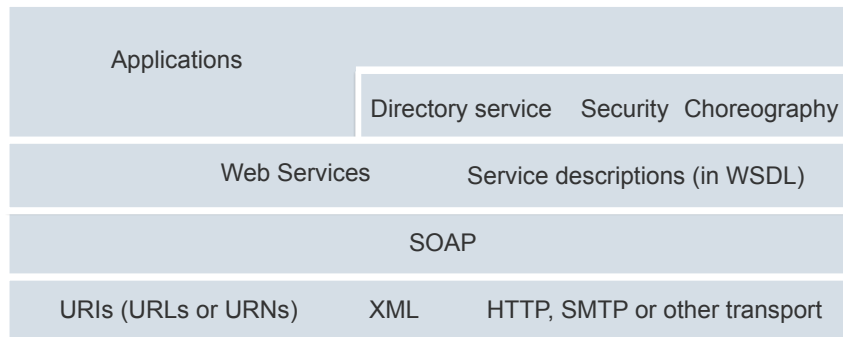 Applications
Directory service Security Choreography
Web Services Service descriptions (in WSDL)
SOAP
URIs (URLs or URNs) XML HTTP, SMTP or other transport